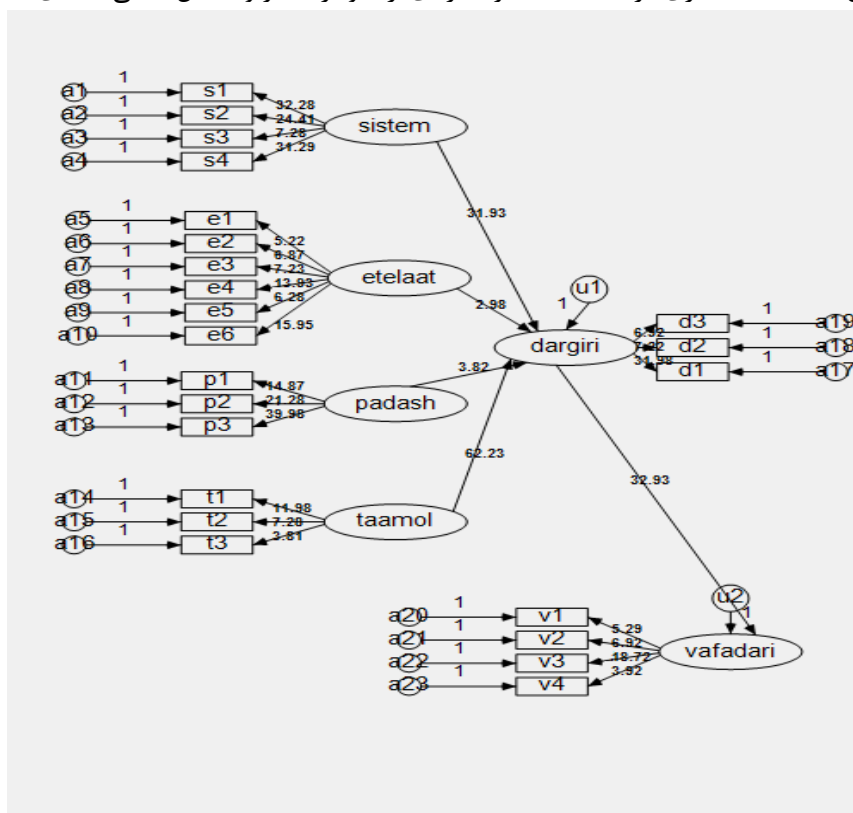 a1 1 s1 32.28
a2 1 s2 24.41
a3 1 s3 7.28
a4 1 s4 31.29
sistem
31.93
a5 1 e1 5.22
a6 1 e2 6.87
a7 1 e3 7.23
a8 1 e4 13.93
a9 1 e5 6.28
a10 1 e6 15.95
etelaat
2.98
u1
1
dargiri
d3 1 a19
7.22 d2 1 a18
31.98 d1 1 a17
a11 1 p1 14.87
a12 1 p2 21.28
a13 1 p3 39.98
padash
3.82
62.23
a14 1 t1 11.98
a15 1 t2 7.28
a16 1 t3 3.81
taamol
32.93
u2
1
a20 1 v1 5.29
a21 1 v2 6.92
a22 1 v3 18.72
a23 1 v4 3.92
vafadari